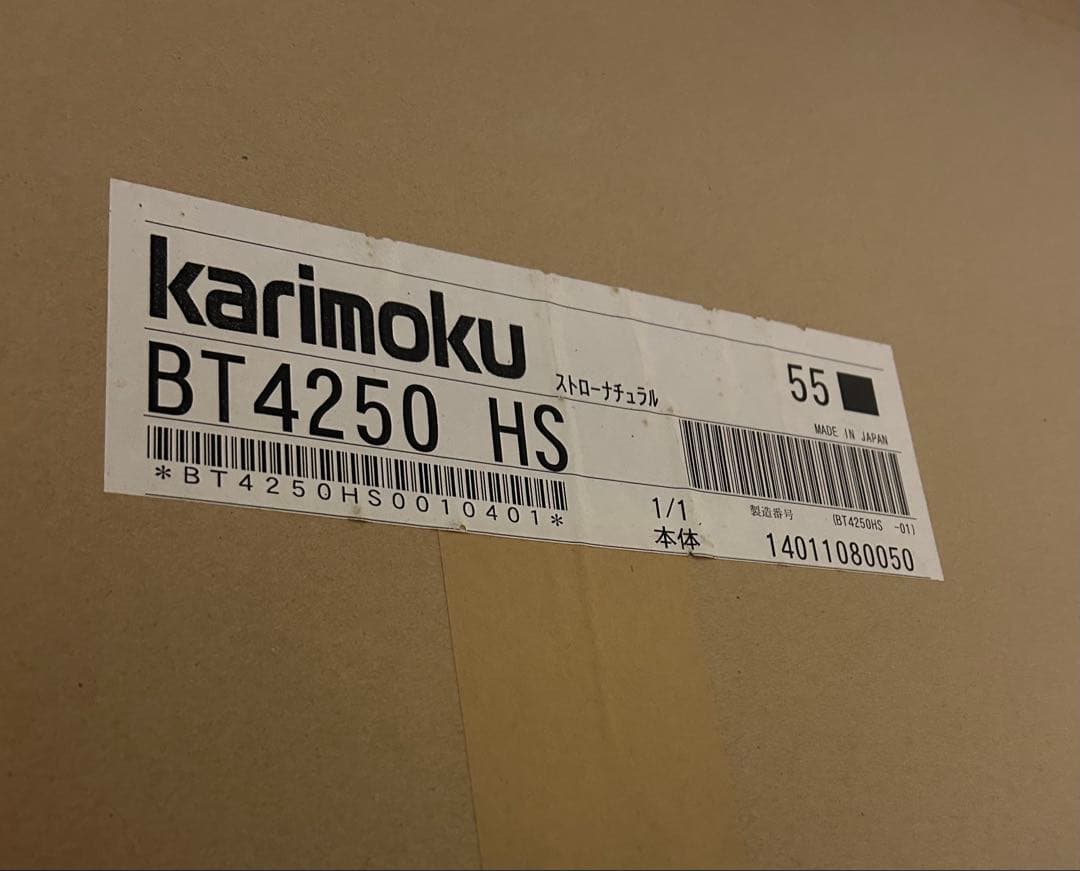 karimoku
BT4250 HS
ストローナチュラル
55
MADE IN JAPAN
*BT4250HS0010401*
1/1
本体
製造番号
(BT4250HS -01)
14011080050